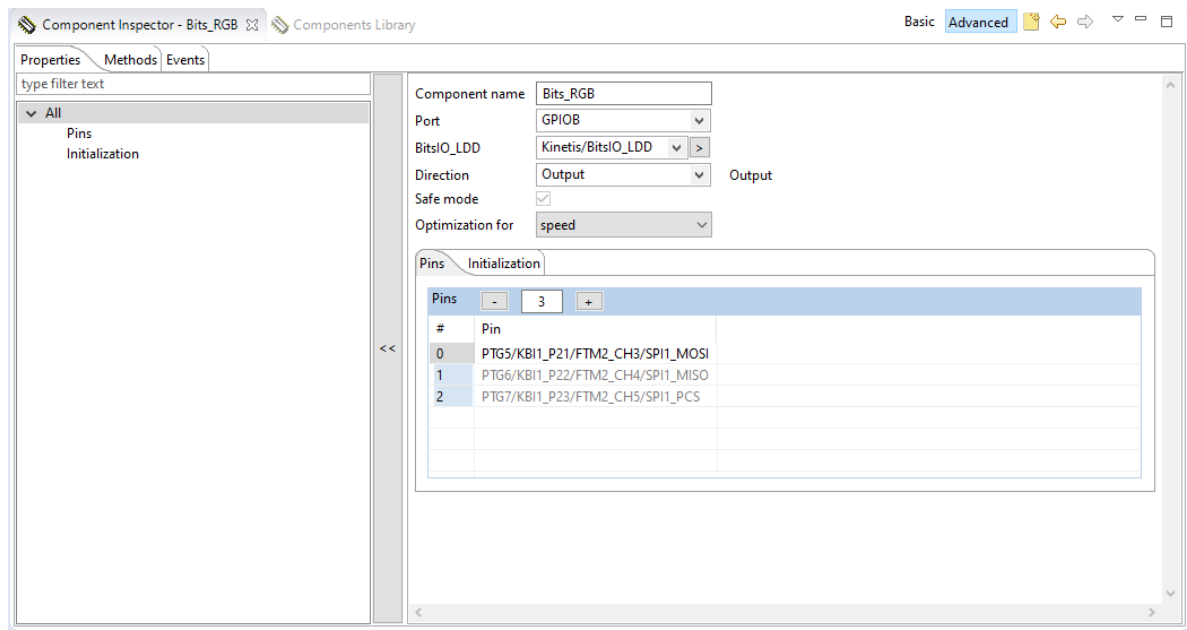 Component Inspector - Bits_RGB Components Library Basic Advanced
Properties Methods Events
type filter text
All
Pins
Initialization
<<
Component name Bits_RGB
Port GPIOB
BitsIO_LDD Kinetis/BitsIO_LDD >
Direction Output Output
Safe mode
Optimization for speed
Pins Initialization
Pins - 3 +
# Pin
0 PTG5/KBI1_P21/FTM2_CH3/SPI1_MOSI
1 PTG6/KBI1_P22/FTM2_CH4/SPI1_MISO
2 PTG7/KBI1_P23/FTM2_CH5/SPI1_PCS